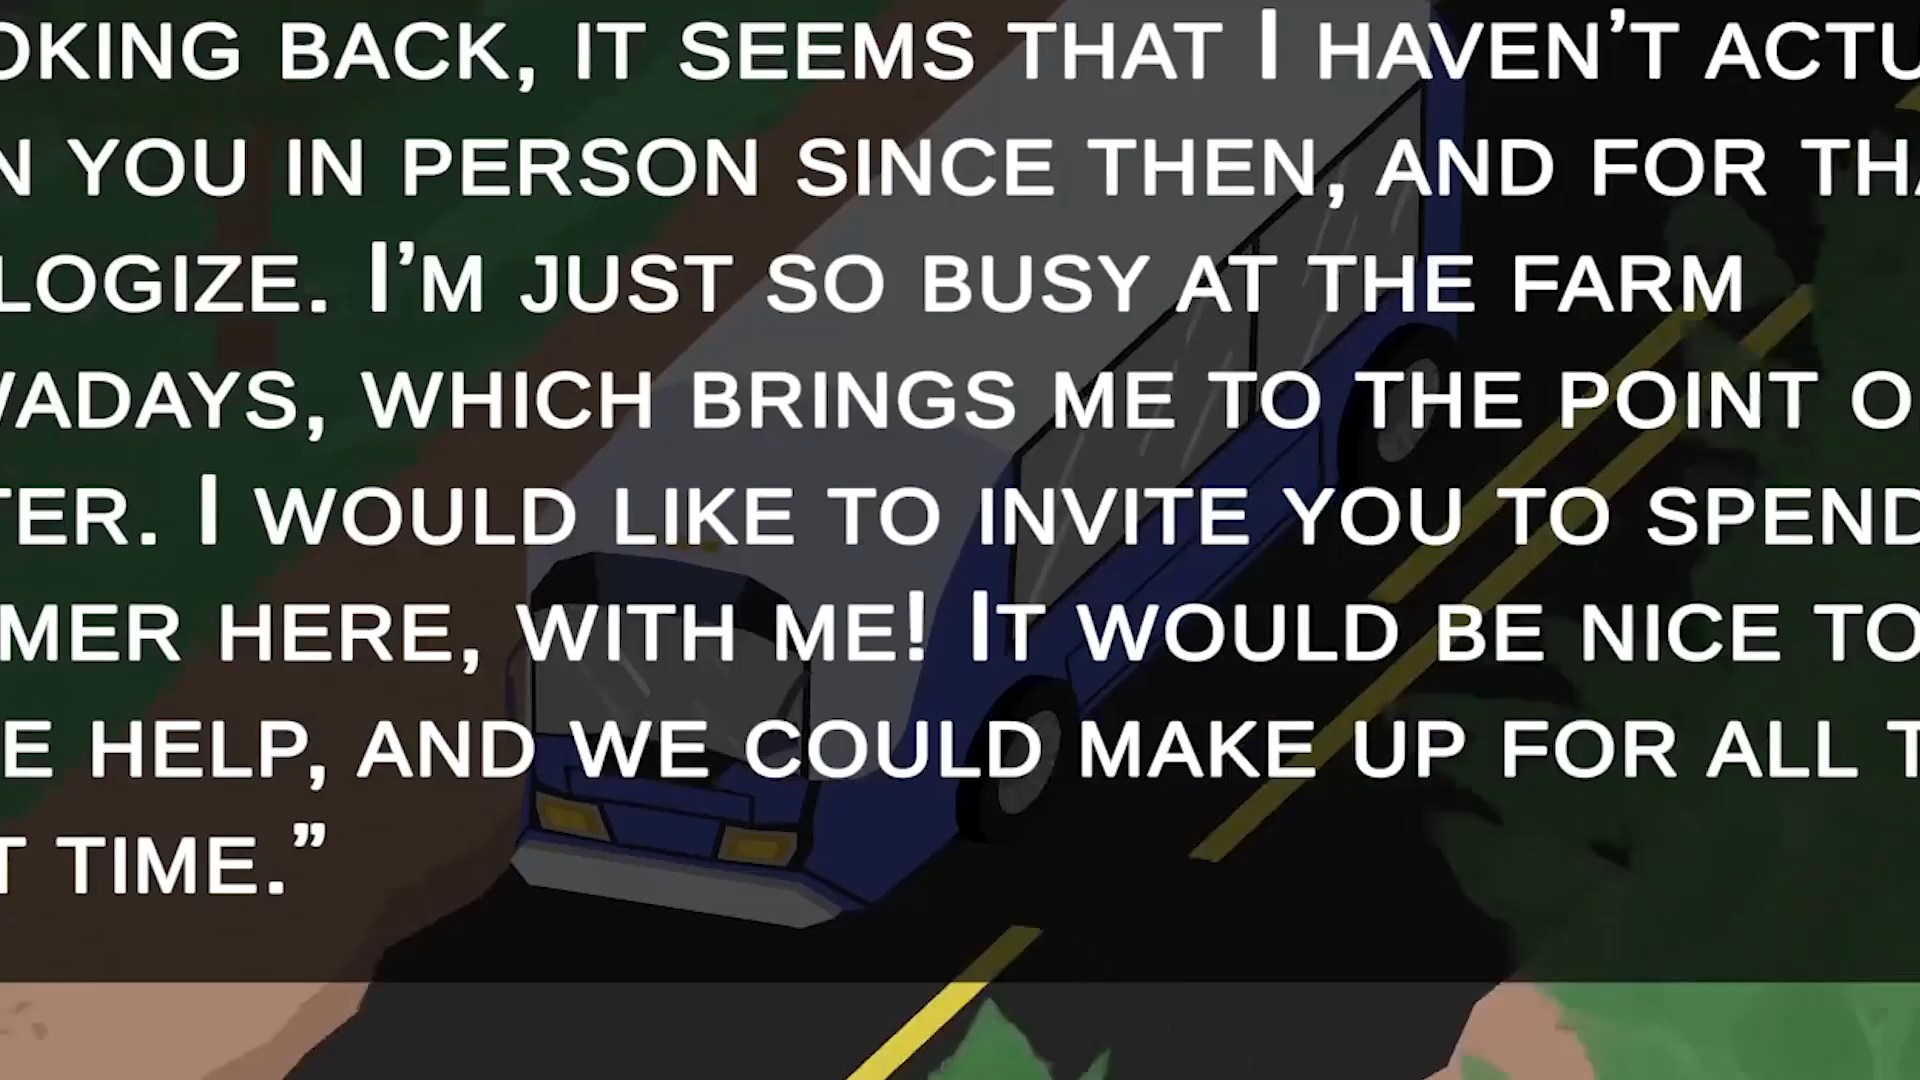 OKING BACK, IT SEEMS THAT I HAVEN’T ACTU
N YOU IN PERSON SINCE THEN, AND FOR THA
LOGIZE. I’M JUST SO BUSY AT THE FARM
WADAYS, WHICH BRINGS ME TO THE POINT O
TER. I WOULD LIKE TO INVITE YOU TO SPEND
MER HERE, WITH ME! IT WOULD BE NICE TO
E HELP, AND WE COULD MAKE UP FOR ALL T
T TIME.”